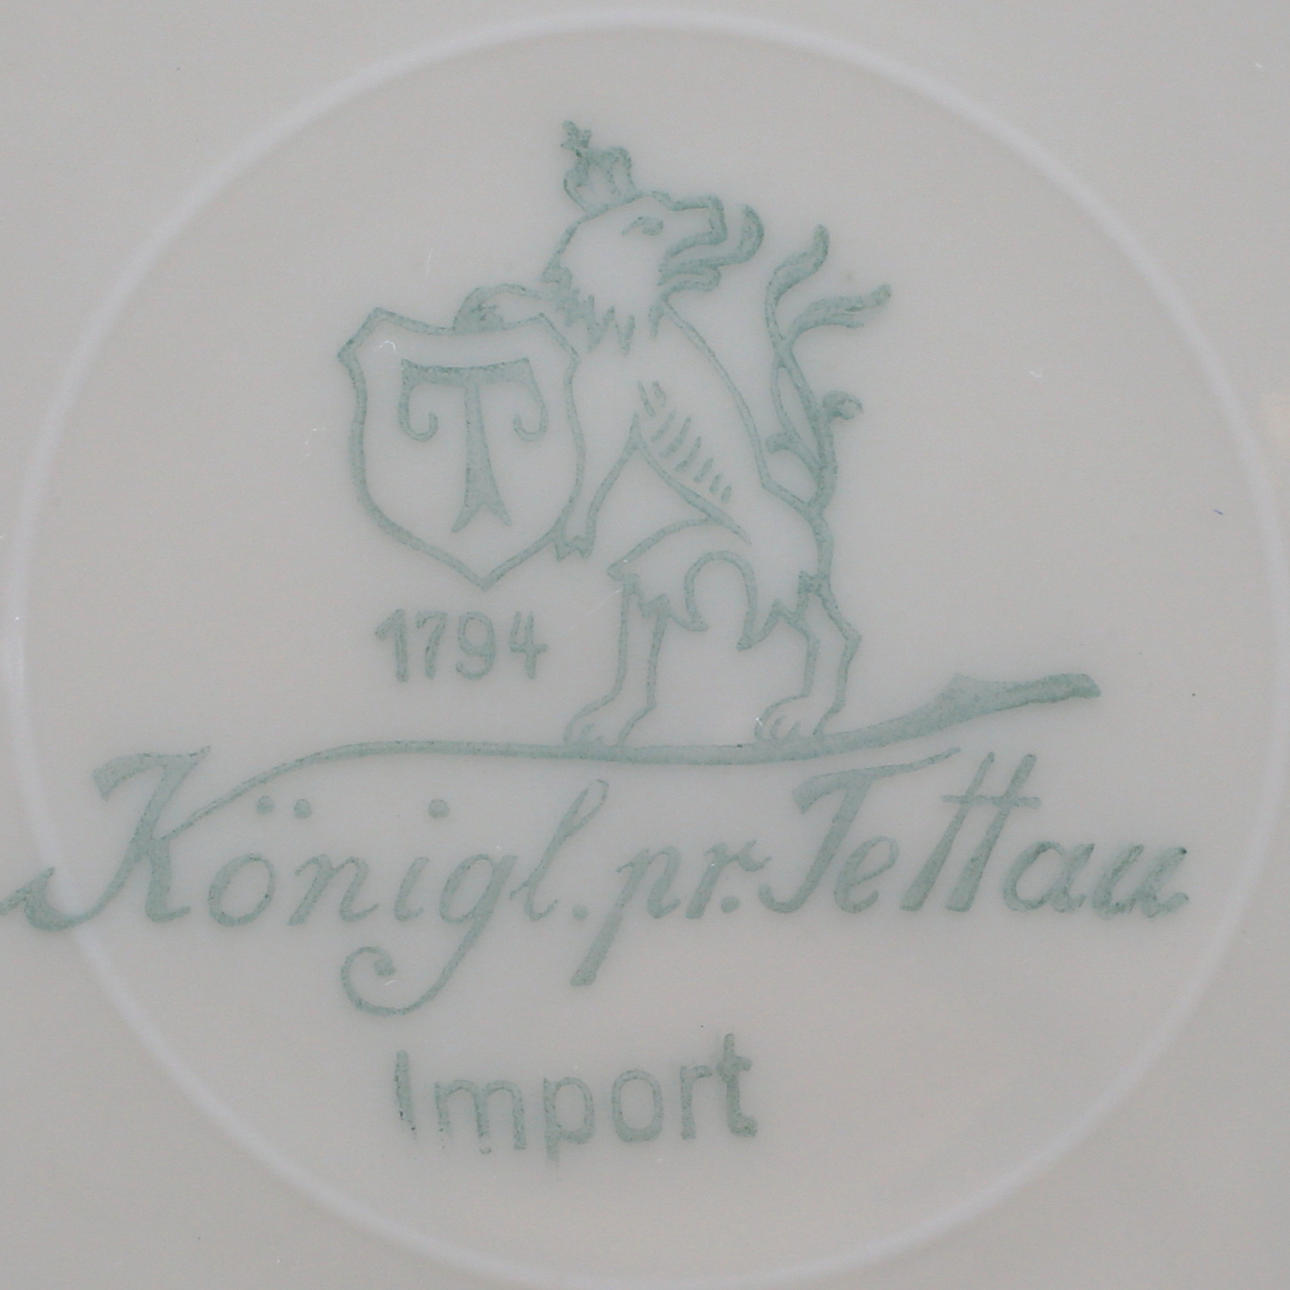 T
1794
Königl. pr. Tettau
Import